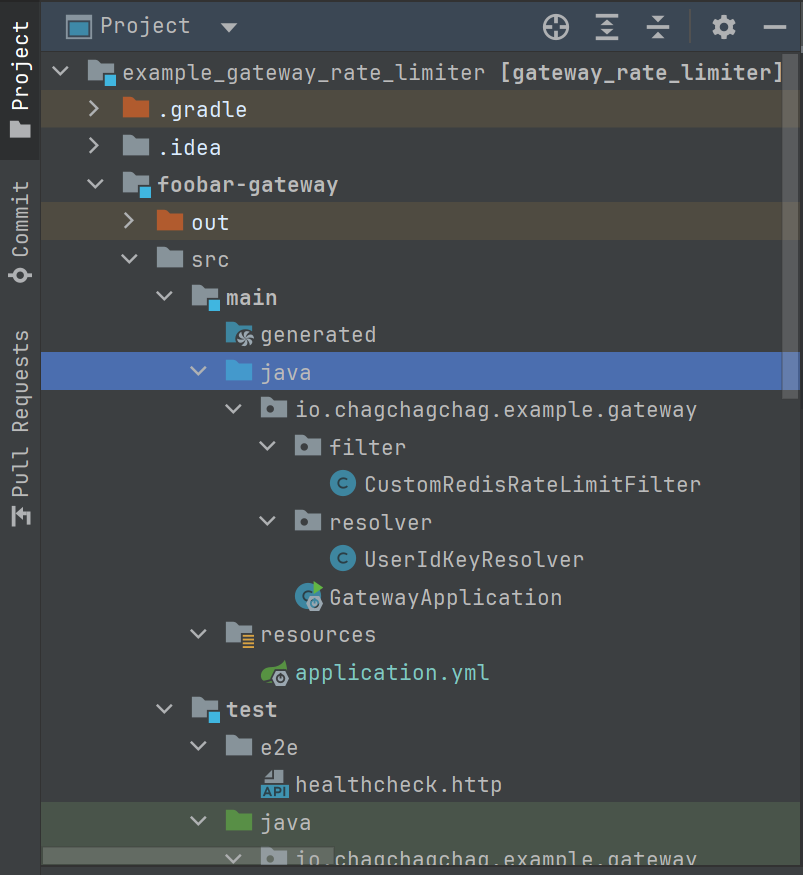 Project
Project
Commit
Pull Requests
example_gateway_rate_limiter [gateway_rate_limiter]
.gradle
.idea
foobar-gateway
out
src
main
generated
java
io.chagchagchag.example.gateway
filter
C CustomRedisRateLimitFilter
resolver
C UserIdKeyResolver
GatewayApplication
resources
application.yml
test
e2e
API healthcheck.http
java
io.chagchagchag.example.gateway